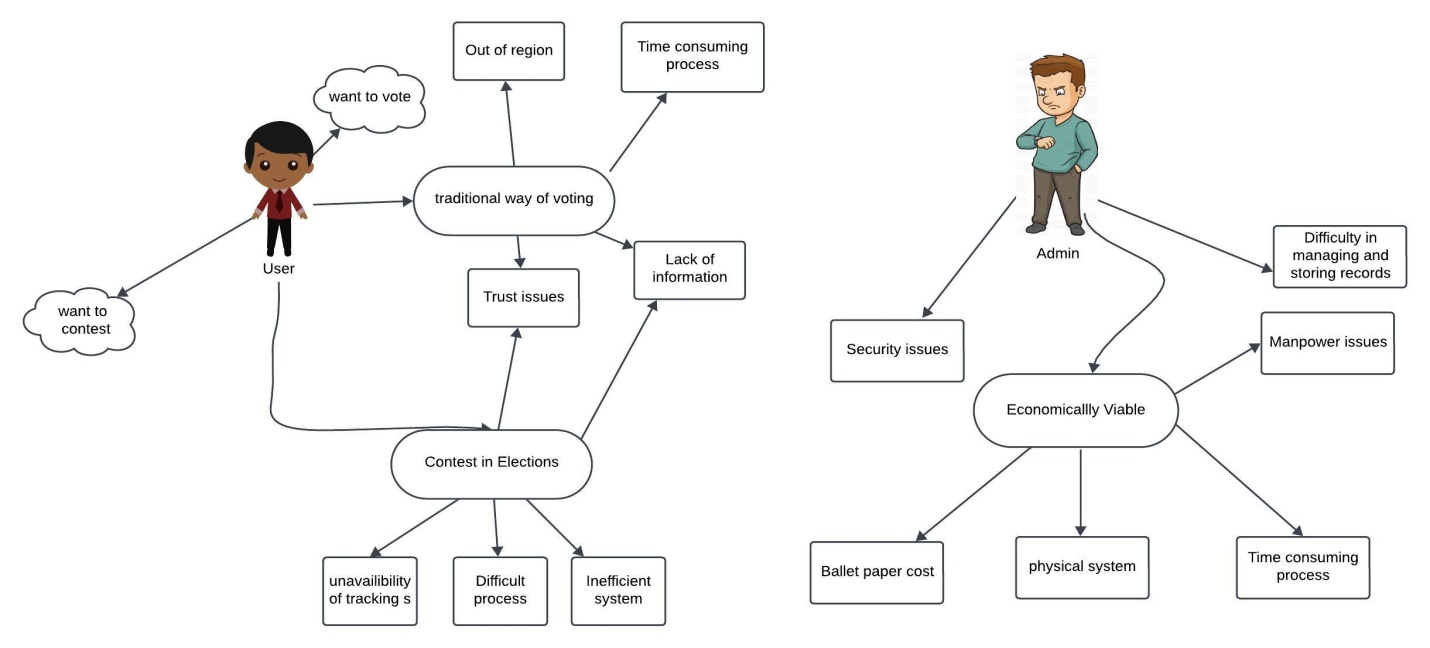 Out of region
Time consuming
process
want to vote
traditional way of voting
User
Lack of
information
Trust issues
want to
contest
Contest in Elections
unavailibility
of tracking s
Difficult
process
Inefficient
system
Admin
Difficulty in
managing and
storing records
Security issues
Manpower issues
Economicallly Viable
Ballet paper cost
physical system
Time consuming
process